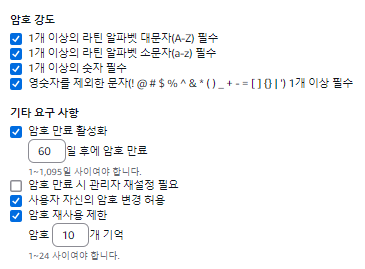 암호 강도
1개 이상의 라틴 알파벳 대문자(A-Z) 필수
1개 이상의 라틴 알파벳 소문자(a-z) 필수
1개 이상의 숫자 필수
영숫자를 제외한 문자(! @ # $ % ^ & * ( ) _ + - = [ ] {} | ') 1개 이상 필수
기타 요구 사항
암호 만료 활성화
60 일 후에 암호 만료
1~1,095일 사이여야 합니다.
암호 만료 시 관리자 재설정 필요
사용자 자신의 암호 변경 허용
암호 재사용 제한
암호 10 개 기억
1~24 사이여야 합니다.